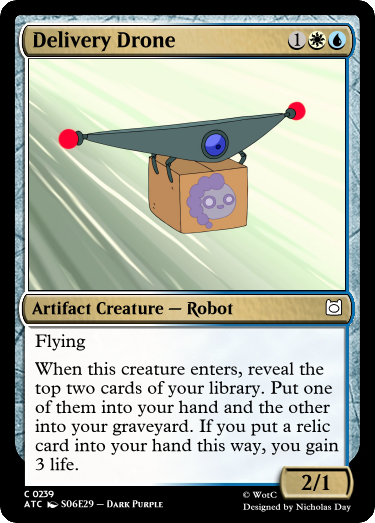 Delivery Drone 1
Artifact Creature — Robot
Flying
When this creature enters, reveal the
top two cards of your library. Put one
of them into your hand and the other
into your graveyard. If you put a relic
card into your hand this way, you gain
3 life.
2/1
C 0239
ATC S06E29 – Dark Purple
© WotC
Designed by Nicholas Day